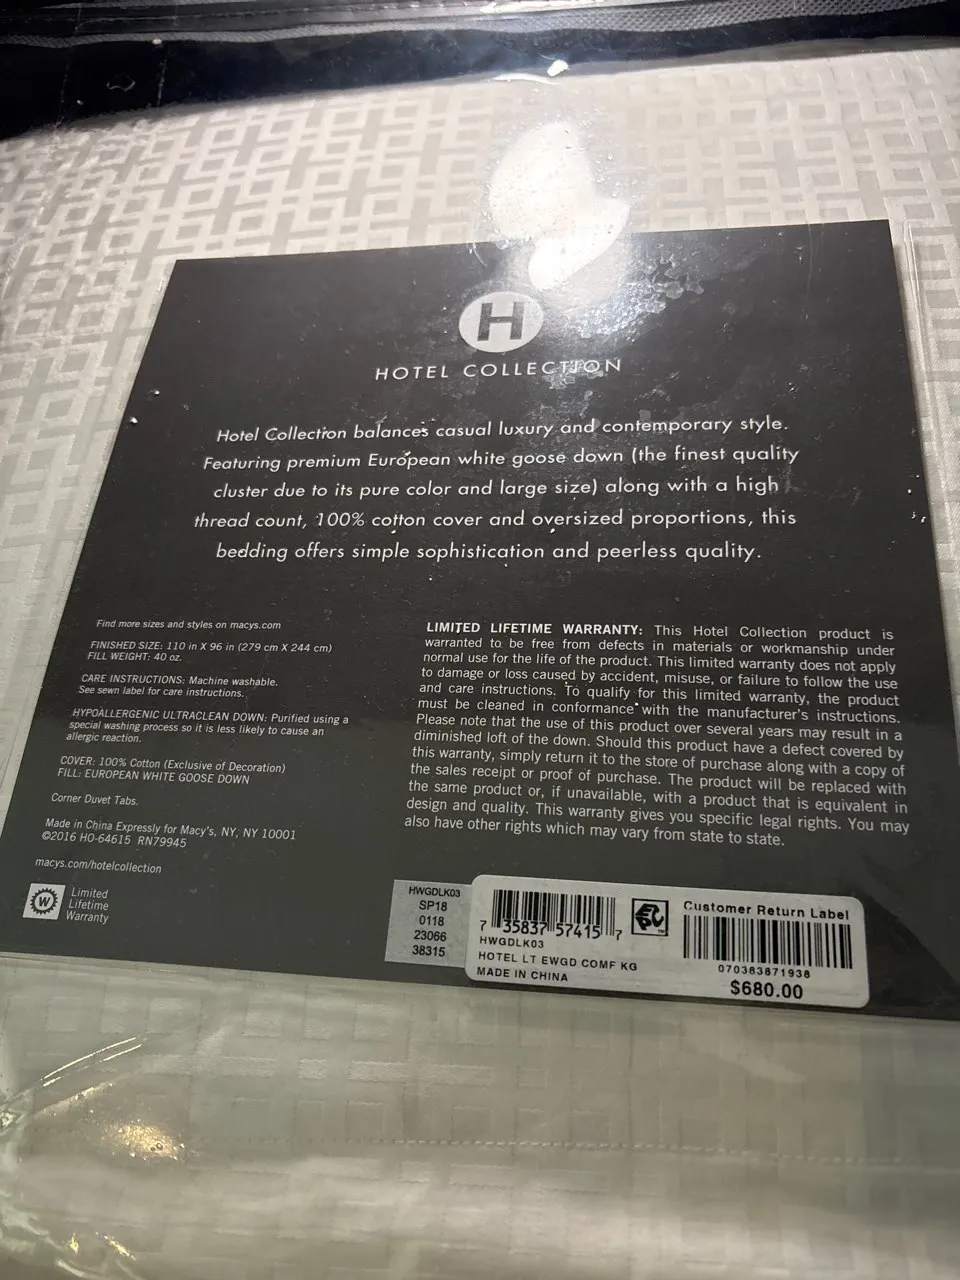 H
HOTEL COLLECTION
Hotel Collection balances casual luxury and contemporary style.
Featuring premium European white goose down (the finest quality
cluster due to its pure color and large size) along with a high
thread count, 100% cotton cover and oversized proportions, this
bedding offers simple sophistication and peerless quality.
Find more sizes and styles on macys.com
FINISHED SIZE: 110 in X 96 in (279 cm X 244 cm)
FILL WEIGHT: 40 oz.
CARE INSTRUCTIONS: Machine washable.
See sewn label for care instructions.
HYPOALLERGENIC ULTRACLEAN DOWN: Purified using a
special washing process so it is less likely to cause an
allergic reaction.
COVER: 100% Cotton (Exclusive of Decoration)
FILL: EUROPEAN WHITE GOOSE DOWN
Corner Duvet Tabs.
Made in China Expressly for Macy's, NY, NY 10001
©2016 HO-64615 RN79945
macys.com/hotelcollection
W
Limited
Lifetime
Warranty
LIMITED LIFETIME WARRANTY: This Hotel Collection product is
warranted to be free from defects in materials or workmanship under
normal use for the life of the product. This limited warranty does not apply
to damage or loss caused by accident, misuse, or failure to follow the use
and care instructions. To qualify for this limited warranty, the product
must be cleaned in conformance with the manufacturer's instructions.
Please note that the use of this product over several years may result in a
diminished loft of the down. Should this product have a defect covered by
this warranty, simply return it to the store of purchase along with a copy of
the sales receipt or proof of purchase. The product will be replaced with
the same product or, if unavailable, with a product that is equivalent in
design and quality. This warranty gives you specific legal rights. You may
also have other rights which may vary from state to state.
HWGDLK03
SP18
0118
23066
38315
7 35837 57415 7
HWGDLK03
HOTEL LT EWGD COMF KG
MADE IN CHINA
EPC
Customer Return Label
070383871938
$680.00